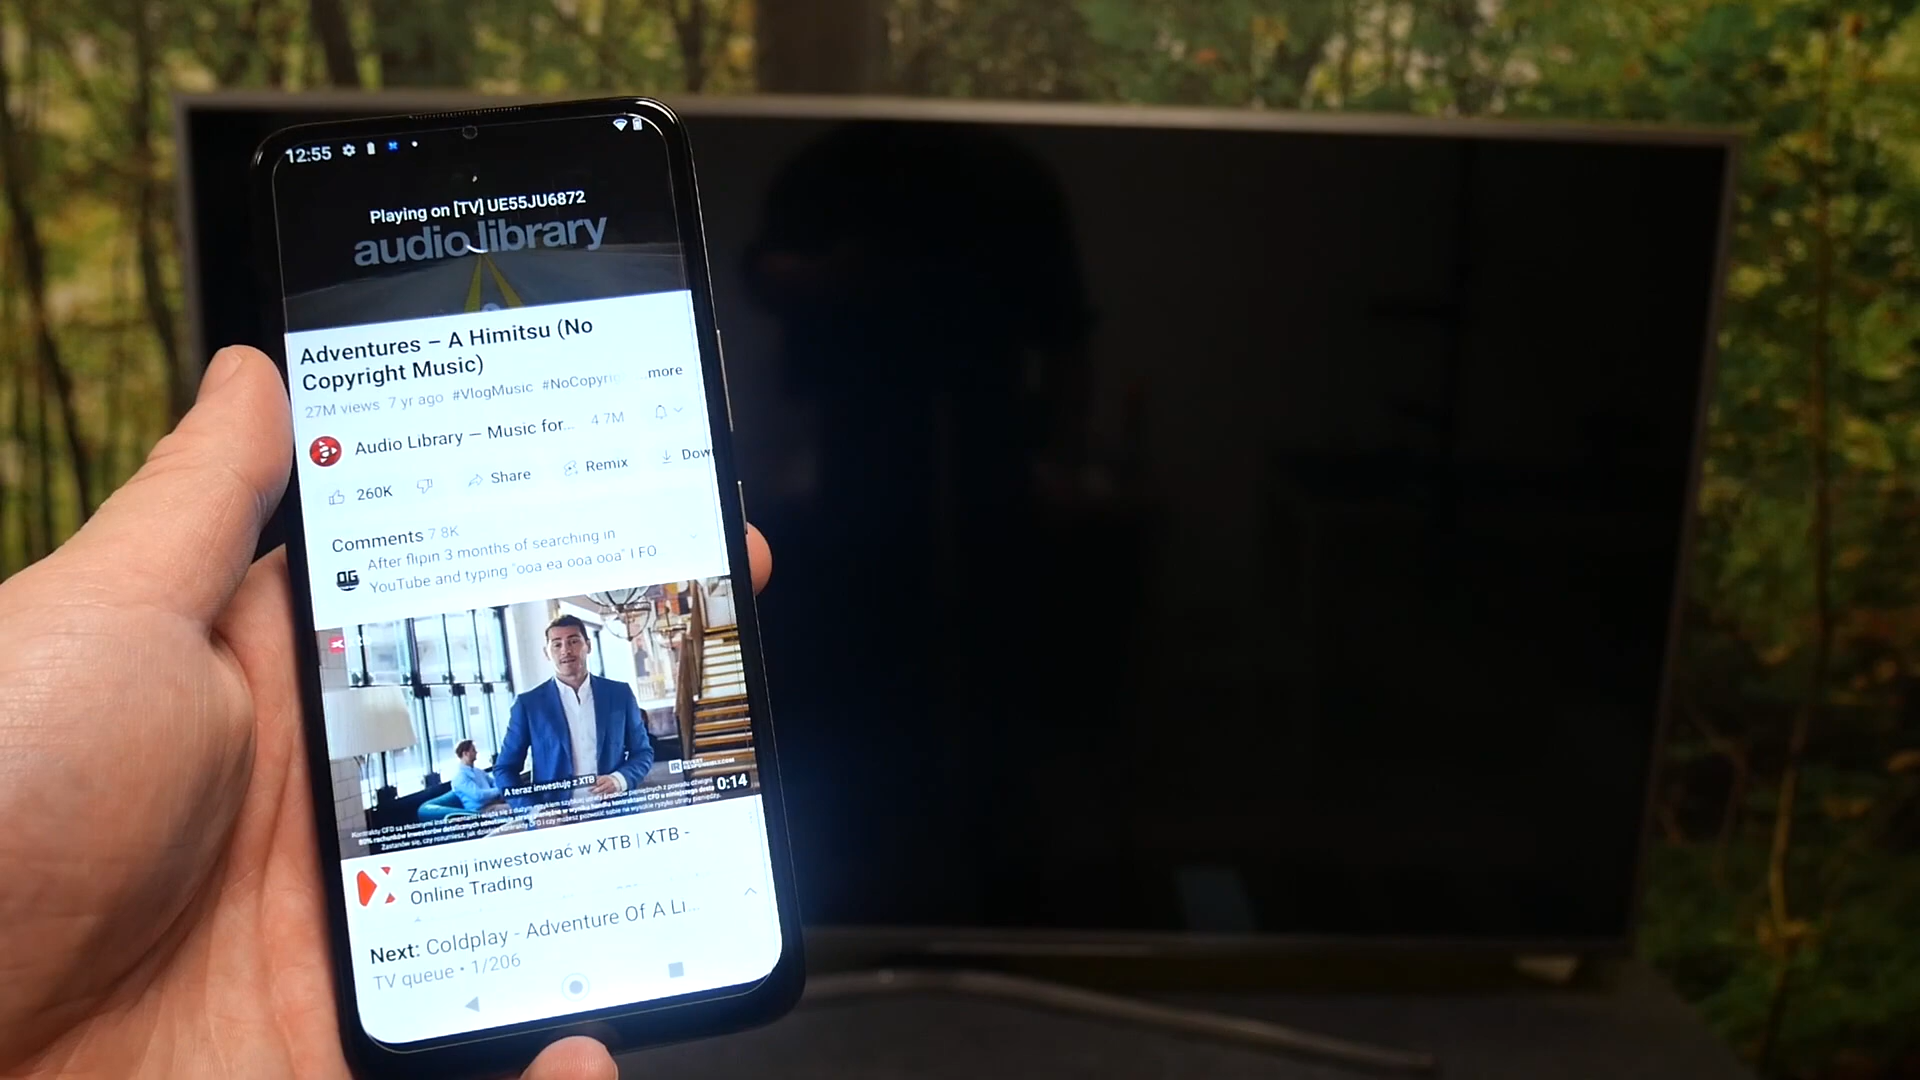 12:55
Playing on [TV] UE55JU6872
audio library
Adventures – A Himitsu (No
Copyright Music)
27M views 7 yr ago #VlogMusic #NoCopyri ...more
Audio Library — Music for... 4.7M
260K Share Remix Dow
Comments 7.8K
After flipin 3 months of searching in
YouTube and typing "ooa ea ooa ooa" I FO
OG
A teraz inwestuję z XTB
0:14
Zacznij inwestować w XTB | XTB -
Online Trading
Next: Coldplay - Adventure Of A Li...
TV queue • 1/206